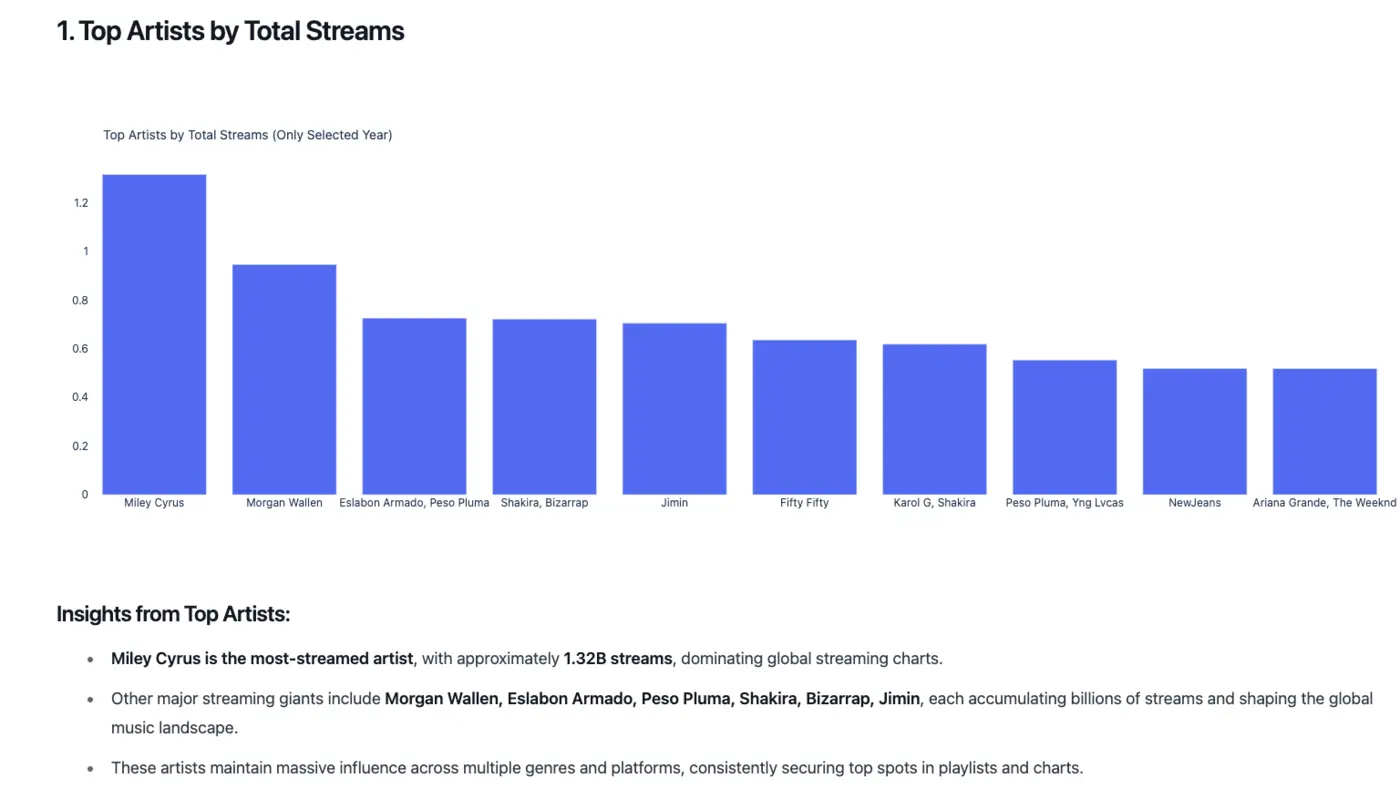 1. Top Artists by Total Streams
Top Artists by Total Streams (Only Selected Year)
1.2
1
0.8
0.6
0.4
0.2
0
Miley Cyrus
Morgan Wallen
Eslabon Armado, Peso Pluma
Shakira, Bizarrap
Jimin
Fifty Fifty
Karol G, Shakira
Peso Pluma, Yng Lvcas
NewJeans
Ariana Grande, The Weeknd
Insights from Top Artists:
• Miley Cyrus is the most-streamed artist, with approximately 1.32B streams, dominating global streaming charts.
• Other major streaming giants include Morgan Wallen, Eslabon Armado, Peso Pluma, Shakira, Bizarrap, Jimin, each accumulating billions of streams and shaping the global
music landscape.
• These artists maintain massive influence across multiple genres and platforms, consistently securing top spots in playlists and charts.